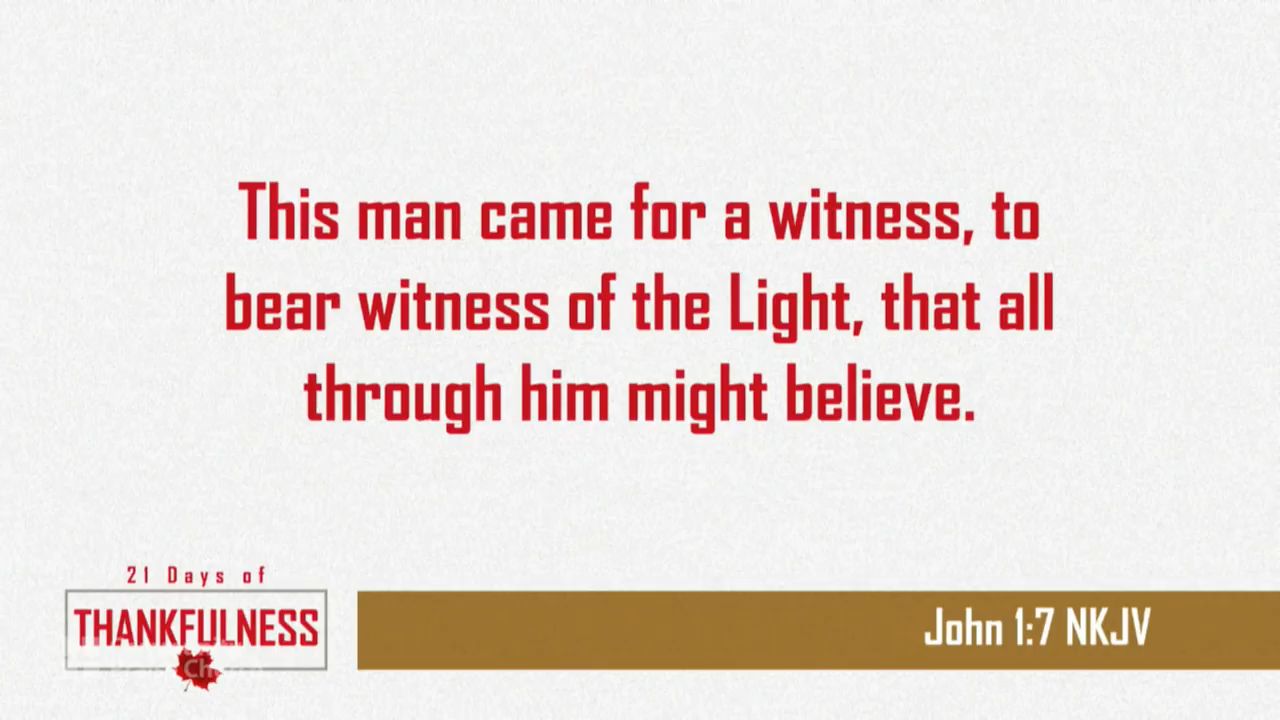 This man came for a witness, to
bear witness of the Light, that all
through him might believe.
21 Days of
THANKFULNESS
John 1:7 NKJV